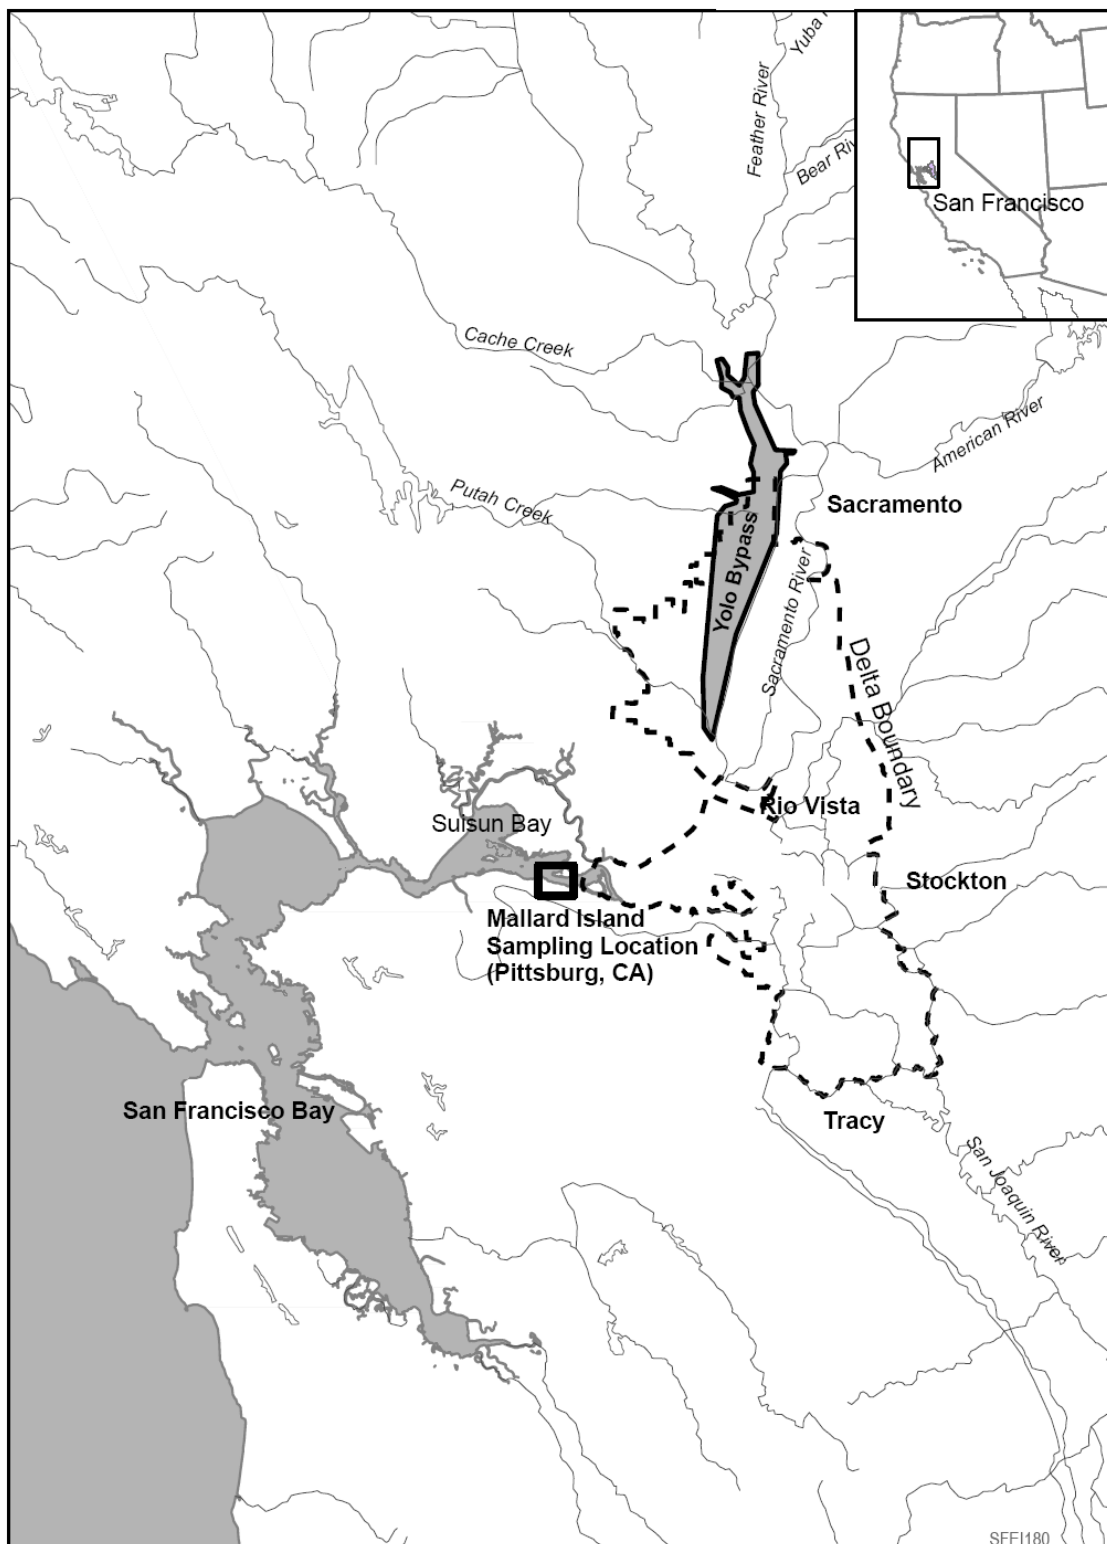 Yuba
Feather River
Bear
San Francisco
Cache Creek
American River
Putah Creek
Sacramento
Yolo Bypass
Sacramento River
Delta Boundary
Rio Vista
Suisun Bay
Stockton
Mallard Island
Sampling Location
(Pittsburg, CA)
San Francisco Bay
Tracy
San Joaquin River
SFEI180